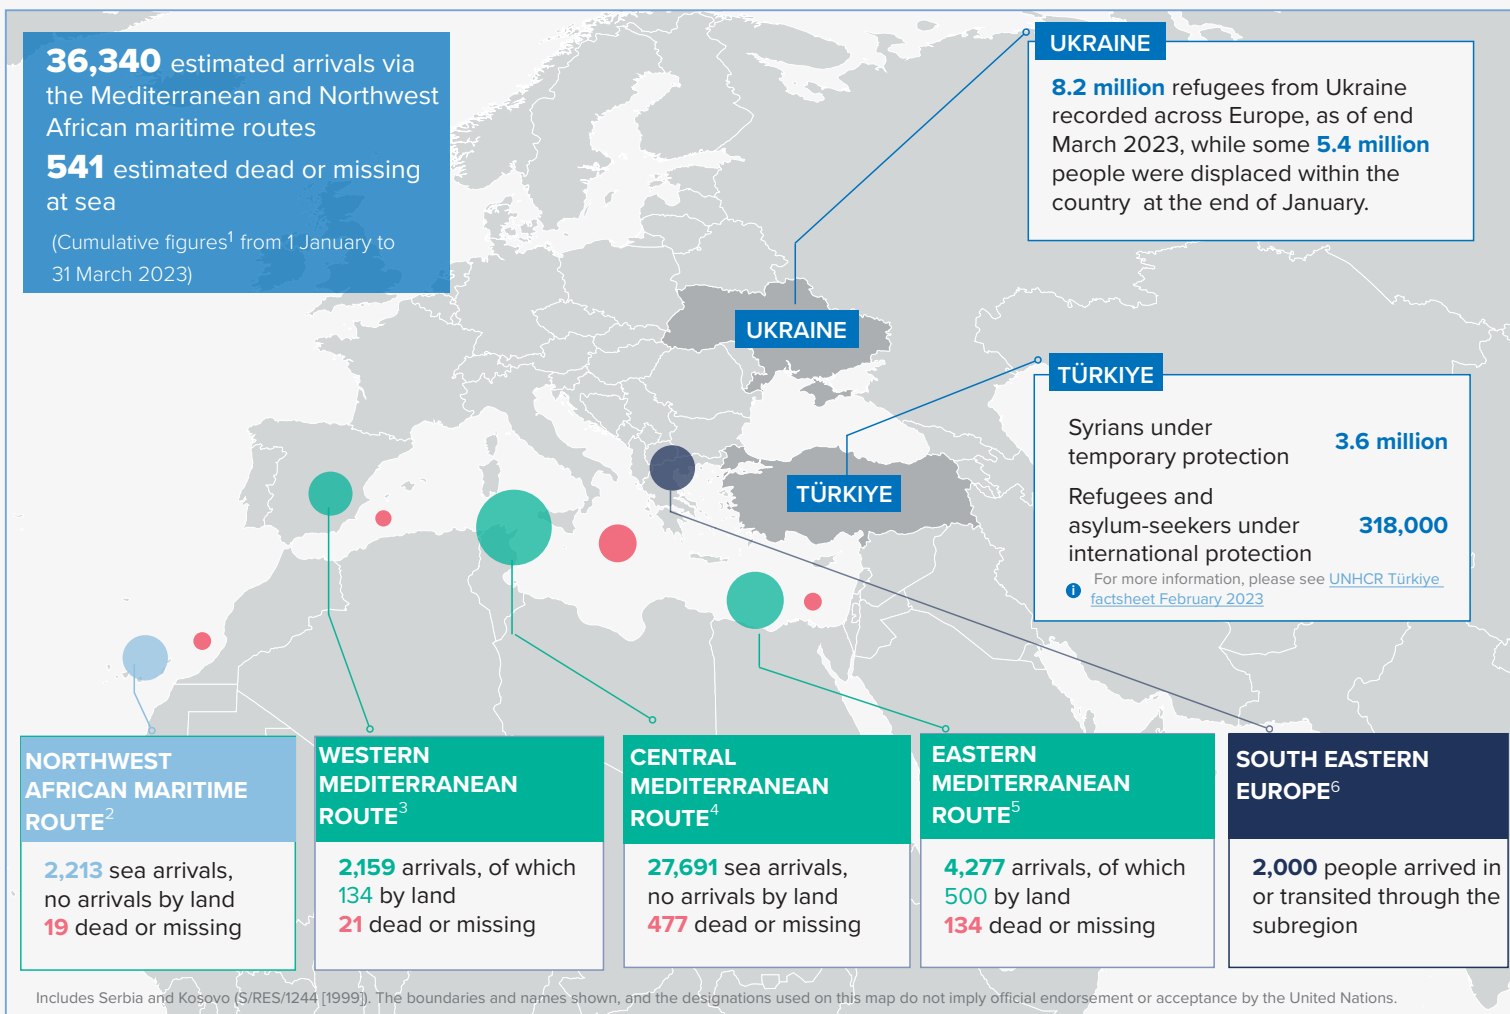 36,340 estimated arrivals via
the Mediterranean and Northwest
African maritime routes
541 estimated dead or missing
at sea
(Cumulative figures¹ from 1 January to
31 March 2023)
UKRAINE
8.2 million refugees from Ukraine
recorded across Europe, as of end
March 2023, while some 5.4 million
people were displaced within the
country at the end of January.
UKRAINE
TÜRKIYE
Syrians under
temporary protection
3.6 million
Refugees and
asylum-seekers under
international protection
318,000
i For more information, please see UNHCR Türkiye
factsheet February 2023
TÜRKIYE
NORTHWEST
AFRICAN MARITIME
ROUTE²
2,213 sea arrivals,
no arrivals by land
19 dead or missing
WESTERN
MEDITERRANEAN
ROUTE³
2,159 arrivals, of which
134 by land
21 dead or missing
CENTRAL
MEDITERRANEAN
ROUTE⁴
27,691 sea arrivals,
no arrivals by land
477 dead or missing
EASTERN
MEDITERRANEAN
ROUTE⁵
4,277 arrivals, of which
500 by land
134 dead or missing
SOUTH EASTERN
EUROPE⁶
2,000 people arrived in
or transited through the
subregion
Includes Serbia and Kosovo (S/RES/1244 [1999]). The boundaries and names shown, and the designations used on this map do not imply official endorsement or acceptance by the United Nations.